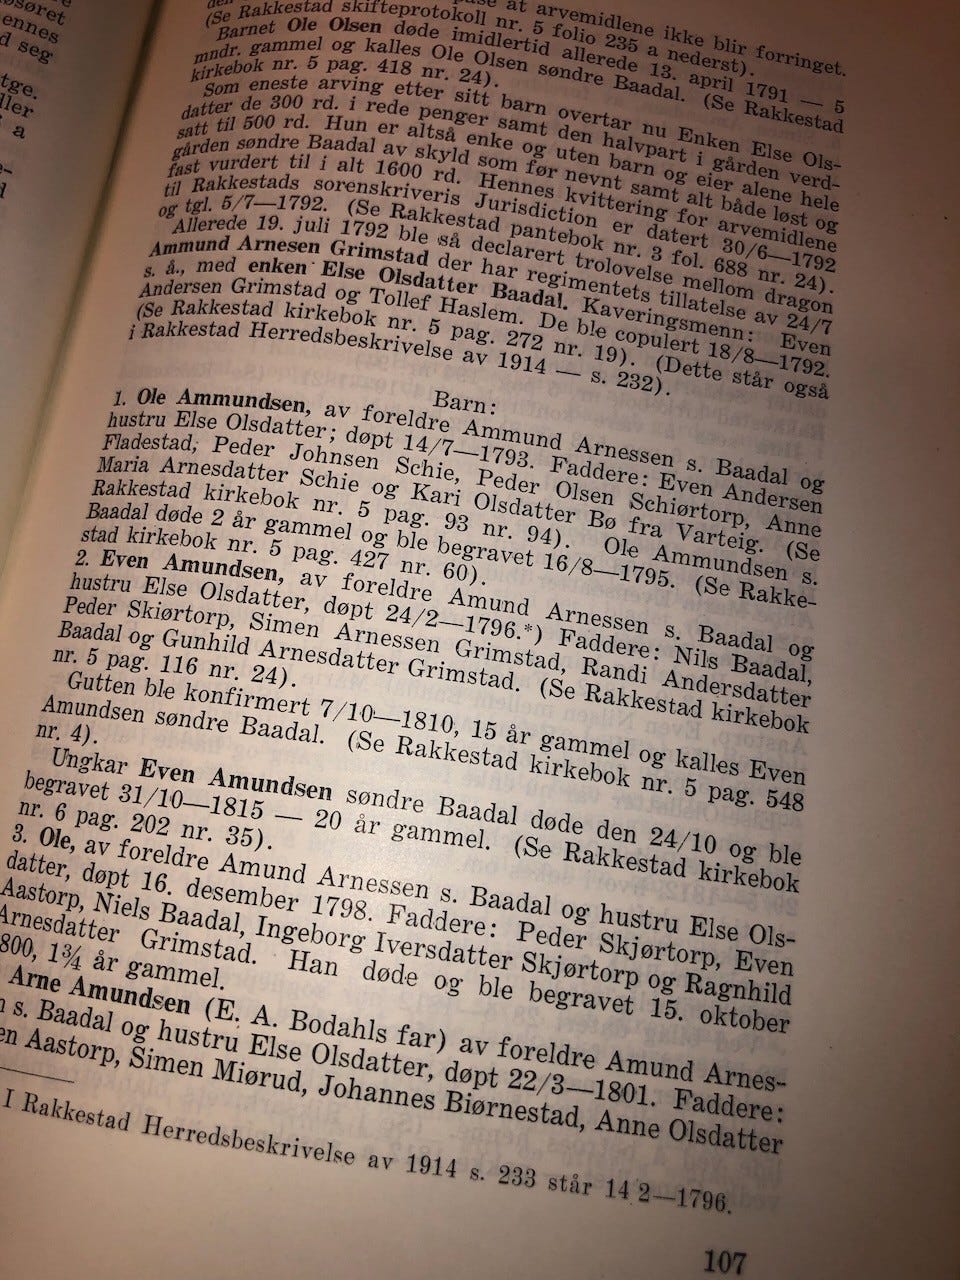 øsøret
ennes
d seg
tge.
ller
a
e-
d
at arvemidlene ikke blir forringet.
(Se Rakkestad skifteprotokoll nr. 5 folio 235 a nederst).
Barnet Ole Olsen døde imidlertid allerede 13. april 1791 — 5
mndr. gammel og kalles Ole Olsen søndre Baadal. (Se Rakkestad
kirkebok nr. 5 pag. 418 nr. 24).
Som eneste arving etter sitt barn overtar nu Enken Else Ols-
datter de 300 rd. i rede penger samt den halvpart i gården verd-
satt til 500 rd. Hun er altså enke og uten barn og eier alene hele
gården søndre Baadal av skyld som før nevnt samt alt både løst og
fast vurdert til i alt 1600 rd. Hennes kvittering for arvemidlene
til Rakkestads sorenskriveris Jurisdiction er datert 30/6—1792
og tgl. 5/7—1792. (Se Rakkestad pantebok nr. 3 fol. 688 nr. 24).
Allerede 19. juli 1792 ble så declarert trolovelse mellom dragon
Ammund Arnesen Grimstad der har regimentets tillatelse av 24/7
s. å., med enken Else Olsdatter Baadal. Kaveringsmenn: Even
Andersen Grimstad og Tollef Haslem. De ble copulert 18/8—1792.
(Se Rakkestad kirkebok nr. 5 pag. 272 nr. 19). (Dette står også
i Rakkestad Herredsbeskrivelse av 1914 — s. 232).
Barn:
1. Ole Ammundsen, av foreldre Ammund Arnessen s. Baadal og
hustru Else Olsdatter; døpt 14/7—1793. Faddere: Even Andersen
Fladestad, Peder Johnsen Schie, Peder Olsen Schiørtorp, Anne
Maria Arnesdatter Schie og Kari Olsdatter Bø fra Varteig. (Se
Rakkestad kirkebok nr. 5 pag. 93 nr. 94). Ole Ammundsen s.
Baadal døde 2 år gammel og ble begravet 16/8—1795. (Se Rakke-
stad kirkebok nr. 5 pag. 427 nr. 60).
2. Even Amundsen, av foreldre Amund Arnessen s. Baadal og
hustru Else Olsdatter, døpt 24/2—1796.*) Faddere: Nils Baadal,
Peder Skiørtorp, Simen Arnessen Grimstad, Randi Andersdatter
Baadal og Gunhild Arnesdatter Grimstad. (Se Rakkestad kirkebok
nr. 5 pag. 116 nr. 24).
Gutten ble konfirmert 7/10—1810, 15 år gammel og kalles Even
Amundsen søndre Baadal. (Se Rakkestad kirkebok nr. 5 pag. 548
nr. 4).
Ungkar Even Amundsen søndre Baadal døde den 24/10 og ble
begravet 31/10—1815 — 20 år gammel. (Se Rakkestad kirkebok
nr. 6 pag. 202 nr. 35).
3. Ole, av foreldre Amund Arnessen s. Baadal og hustru Else Ols-
datter, døpt 16. desember 1798. Faddere: Peder Skjørtorp, Even
Aastorp, Niels Baadal, Ingeborg Iversdatter Skjørtorp og Ragnhild
Arnesdatter Grimstad. Han døde og ble begravet 15. oktober
800, 1¾ år gammel.
Arne Amundsen (E. A. Bodahls far) av foreldre Amund Arnes-
n s. Baadal og hustru Else Olsdatter, døpt 22/3—1801. Faddere:
en Aastorp, Simen Miørud, Johannes Biørnestad, Anne Olsdatter
I Rakkestad Herredsbeskrivelse av 1914 s. 233 står 14 2—1796.
107